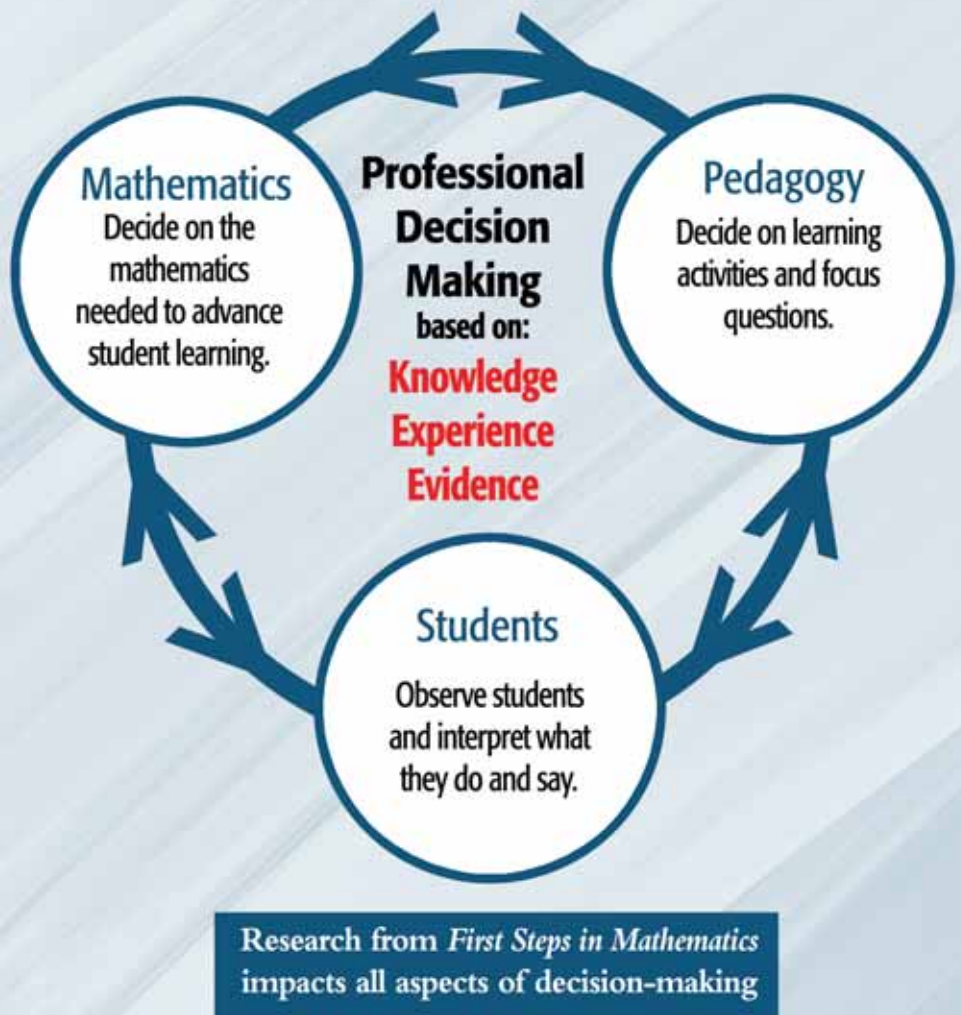 Mathematics
Decide on the
mathematics
needed to advance
student learning.
Professional
Decision
Making
based on:
Knowledge
Experience
Evidence
Pedagogy
Decide on learning
activities and focus
questions.
Students
Observe students
and interpret what
they do and say.
Research from First Steps in Mathematics
impacts all aspects of decision-making